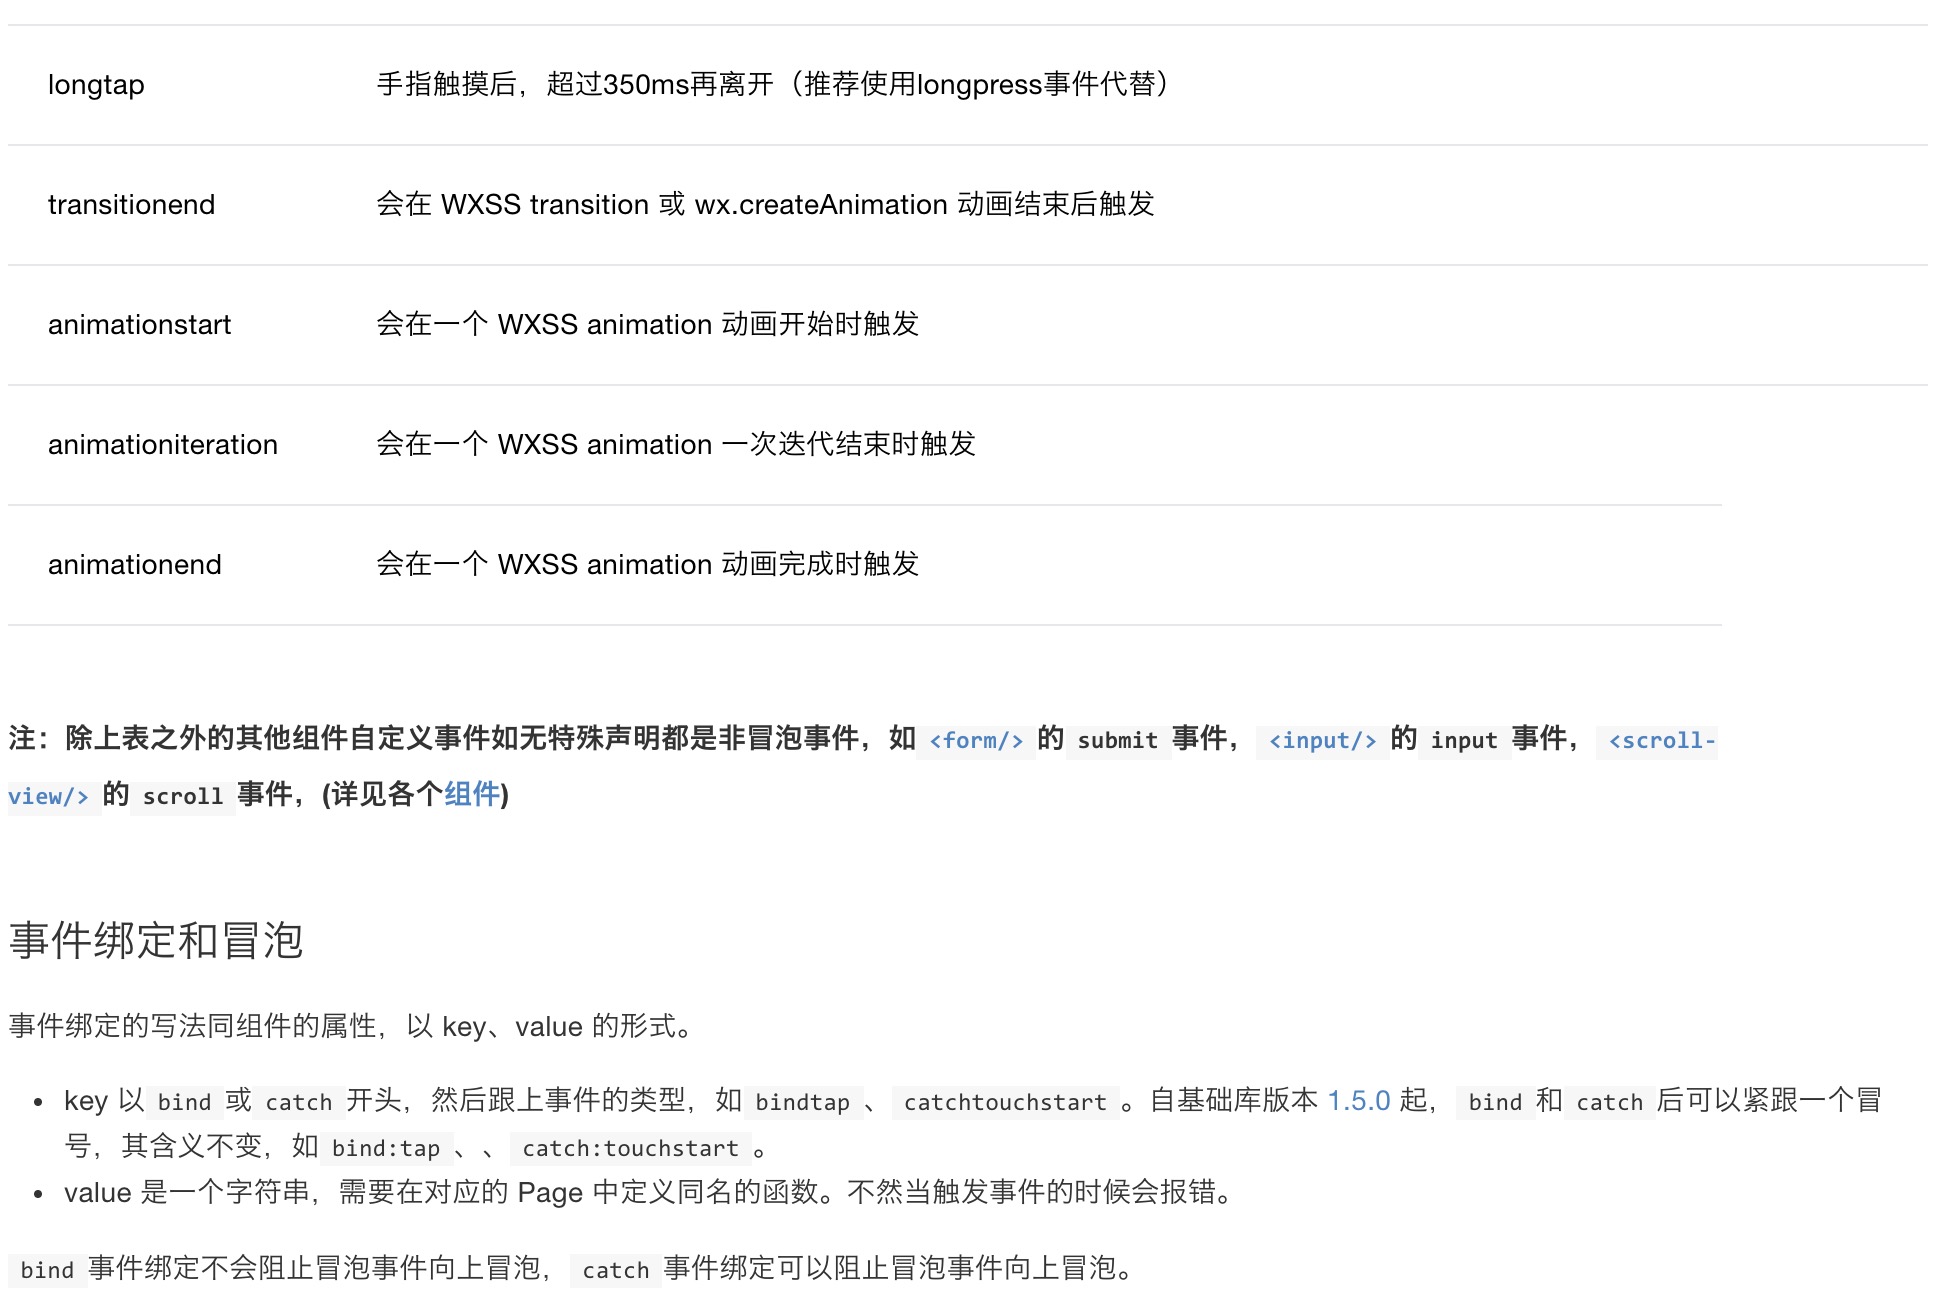 longtap 手指触摸后，超过350ms再离开（推荐使用longpress事件代替）
transitionend 会在 WXSS transition 或 wx.createAnimation 动画结束后触发
animationstart 会在一个 WXSS animation 动画开始时触发
animationiteration 会在一个 WXSS animation 一次迭代结束时触发
animationend 会在一个 WXSS animation 动画完成时触发
注：除上表之外的其他组件自定义事件如无特殊声明都是非冒泡事件，如 <form/> 的 submit 事件， <input/> 的 input 事件， <scroll-
view/> 的 scroll 事件，(详见各个组件)
事件绑定和冒泡
事件绑定的写法同组件的属性，以 key、value 的形式。
• key 以 bind 或 catch 开头，然后跟上事件的类型，如 bindtap 、 catchtouchstart 。自基础库版本 1.5.0 起， bind 和 catch 后可以紧跟一个冒
号，其含义不变，如 bind:tap 、、 catch:touchstart 。
• value 是一个字符串，需要在对应的 Page 中定义同名的函数。不然当触发事件的时候会报错。
bind 事件绑定不会阻止冒泡事件向上冒泡， catch 事件绑定可以阻止冒泡事件向上冒泡。